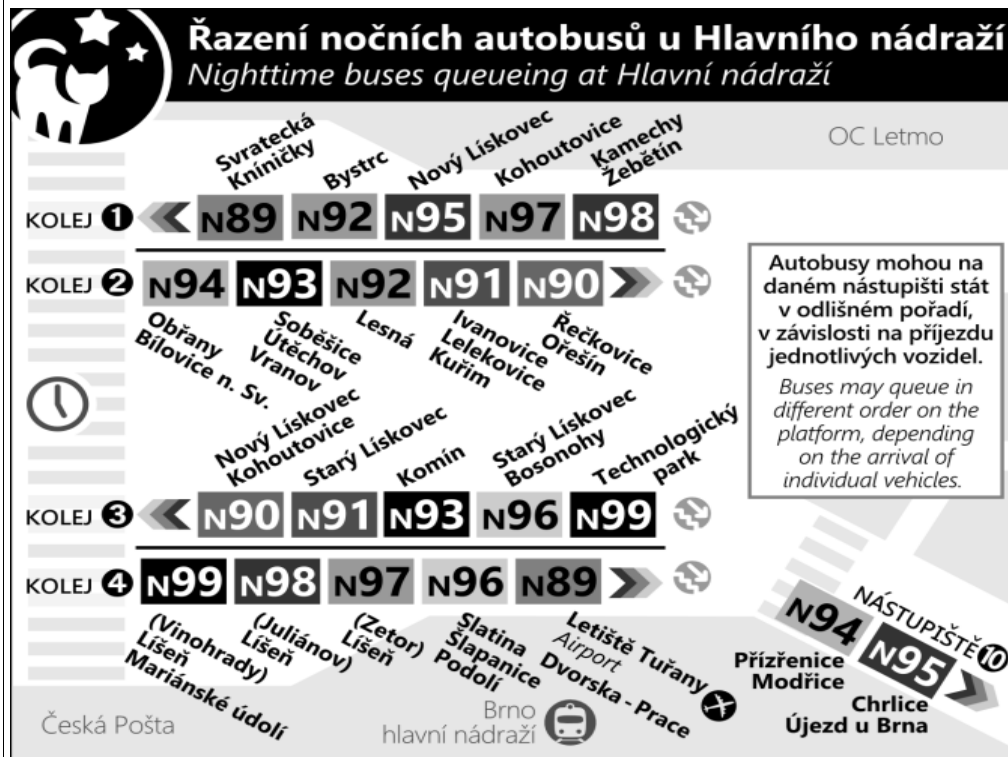 Řazení nočních autobusů u Hlavního nádraží
Nighttime buses queueing at Hlavní nádraží
OC Letmo
Svratecká
Kníničky
Bystrc
Nový Lískovec
Kohoutovice
Kamechy
Žebětín
KOLEJ 1 N89 N92 N95 N97 N98
KOLEJ 2 N94 N93 N92 N91 N90
Obřany
Bílovice n. Sv.
Soběšice
Útěchov
Vranov
Lesná
Ivanovice
Lelekovice
Kuřim
Řečkovice
Ořešín
Autobusy mohou na
daném nástupišti stát
v odlišném pořadí,
v závislosti na příjezdu
jednotlivých vozidel.
Buses may queue in
different order on the
platform, depending
on the arrival of
individual vehicles.
Nový Lískovec
Kohoutovice
Starý Lískovec
Komín
Starý Lískovec
Bosonohy
Technologický
park
KOLEJ 3 N90 N91 N93 N96 N99
KOLEJ 4 N99 N98 N97 N96 N89
(Vinohrady)
Líšeň
Mariánské údolí
(Juliánov)
Líšeň
(Zetor)
Líšeň
Slatina
Šlapanice
Podolí
Letiště Tuřany
Airport
Dvorska - Prace
NÁSTUPIŠTĚ 10
N94 N95
Přízřenice
Modřice
Chrlice
Újezd u Brna
Česká Pošta
Brno
hlavní nádraží